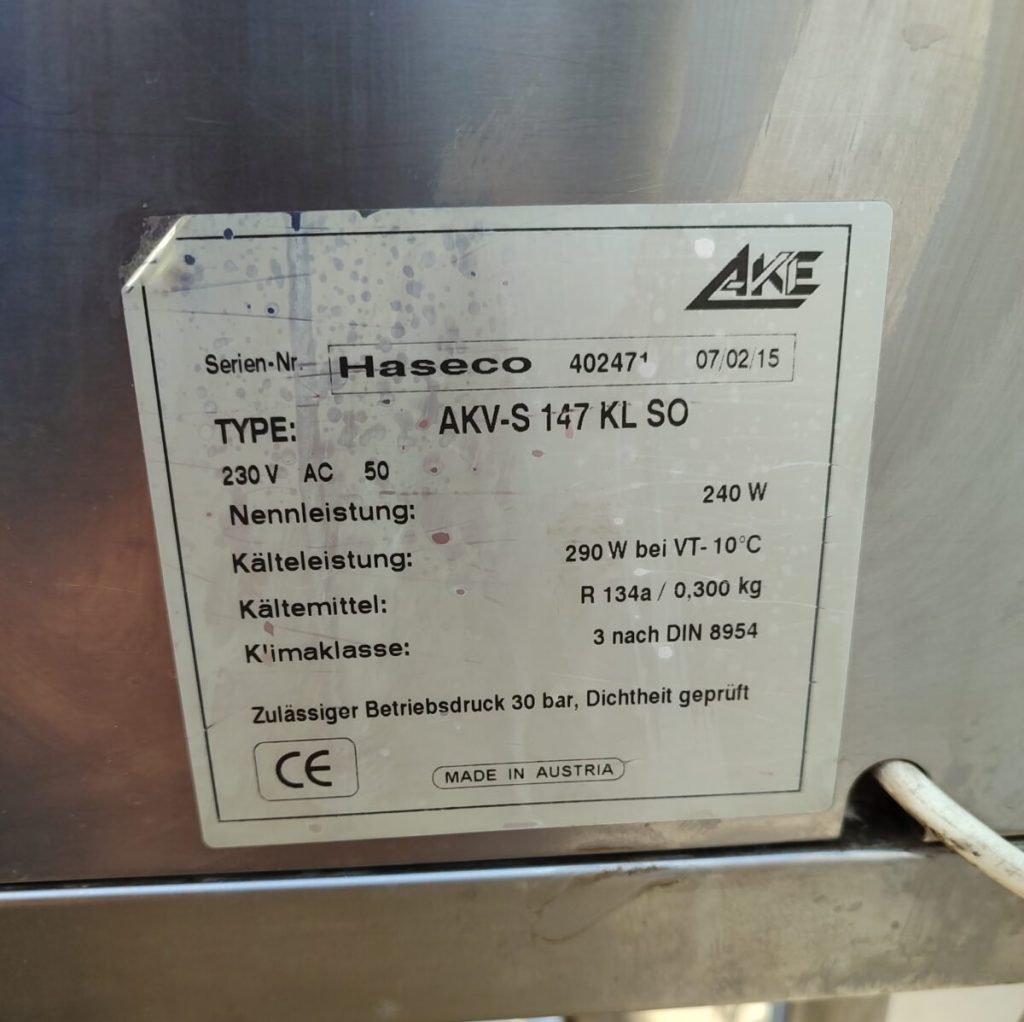 AKE
Serien-Nr. Haseco 402471 07/02/15
TYPE: AKV-S 147 KL SO
230 V AC 50
Nennleistung: 240 W
Kälteleistung: 290 W bei VT- 10°C
Kältemittel: R 134a / 0,300 kg
Klimaklasse: 3 nach DIN 8954
Zulässiger Betriebsdruck 30 bar, Dichtheit geprüft
CE
MADE IN AUSTRIA